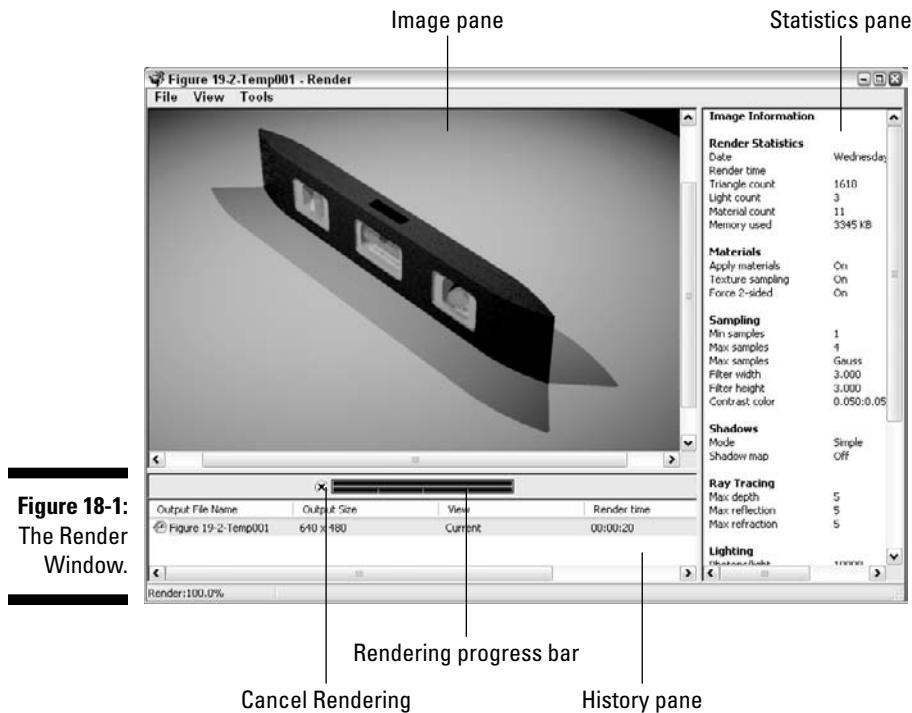 Image pane
Statistics pane
Figure 19-2-Temp001 - Render
File View Tools
Image Information
Render Statistics
Date Wednesday
Render time
Triangle count 1618
Light count 3
Material count 11
Memory used 3345 KB
Materials
Apply materials On
Texture sampling On
Force 2-sided On
Sampling
Min samples 1
Max samples 4
Max samples Gauss
Filter width 3.000
Filter height 3.000
Contrast color 0.050:0.05
Shadows
Mode Simple
Shadow map Off
Ray Tracing
Max depth 5
Max reflection 5
Max refraction 5
Lighting
Photons/light 10000
Output File Name Output Size View Render time
Figure 19-2-Temp001 640 x 480 Current 00:00:20
Render:100.0%
Figure 18-1:
The Render
Window.
Rendering progress bar
Cancel Rendering
History pane